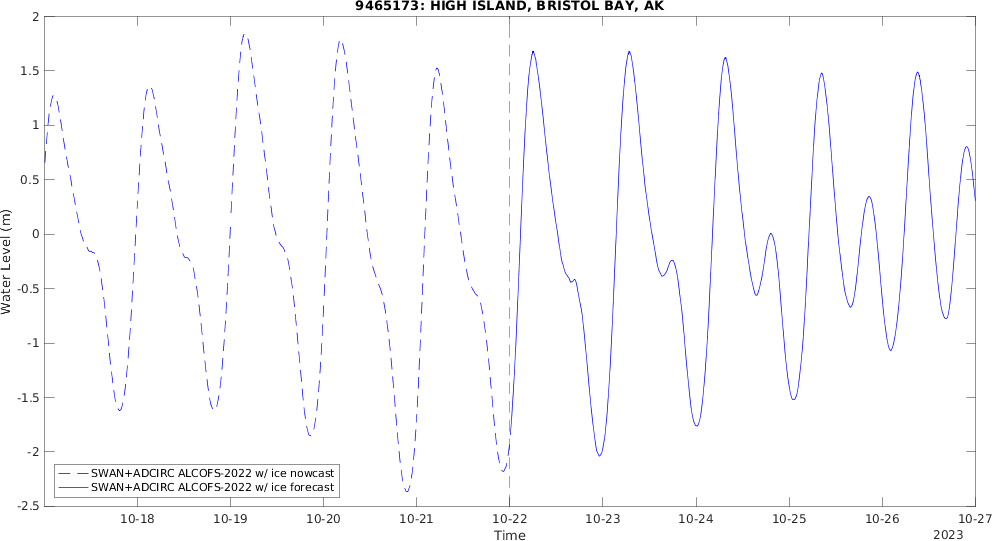 9465173: HIGH ISLAND, BRISTOL BAY, AK
Water Level (m)
2
1.5
1
0.5
0
-0.5
-1
-1.5
-2
-2.5
SWAN+ADCIRC ALCOFS-2022 w/ ice nowcast
SWAN+ADCIRC ALCOFS-2022 w/ ice forecast
10-18 10-19 10-20 10-21 10-22 10-23 10-24 10-25 10-26 10-27
Time
2023